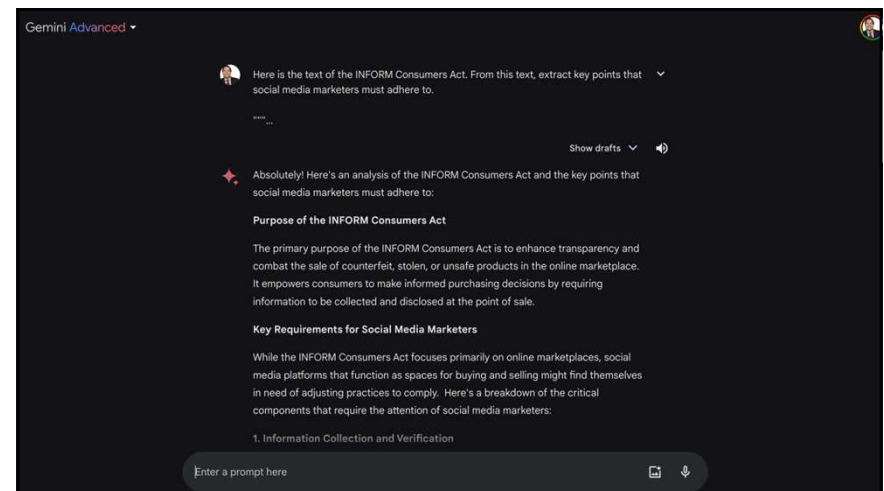 Gemini Advanced
Here is the text of the INFORM Consumers Act. From this text, extract key points that
social media marketers must adhere to.
"""...
Show drafts
Absolutely! Here's an analysis of the INFORM Consumers Act and the key points that
social media marketers must adhere to:
Purpose of the INFORM Consumers Act
The primary purpose of the INFORM Consumers Act is to enhance transparency and
combat the sale of counterfeit, stolen, or unsafe products in the online marketplace.
It empowers consumers to make informed purchasing decisions by requiring
information to be collected and disclosed at the point of sale.
Key Requirements for Social Media Marketers
While the INFORM Consumers Act focuses primarily on online marketplaces, social
media platforms that function as spaces for buying and selling might find themselves
in need of adjusting practices to comply. Here's a breakdown of the critical
components that require the attention of social media marketers:
1. Information Collection and Verification
Enter a prompt here